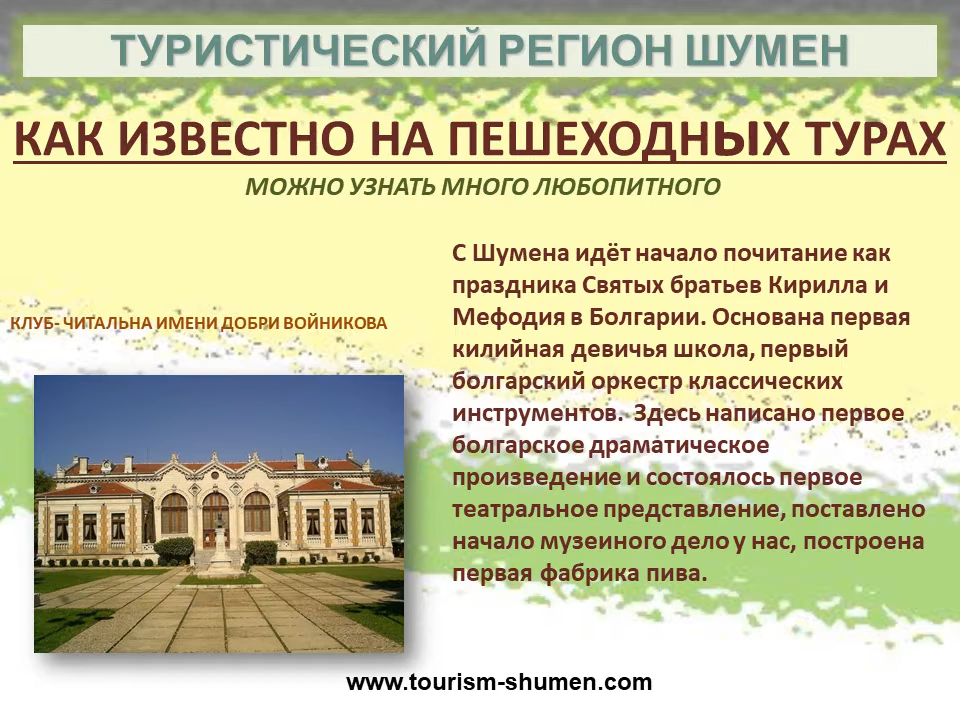 ТУРИСТИЧЕСКИЙ РЕГИОН ШУМЕН
КАК ИЗВЕСТНО НА ПЕШЕХОДНЫХ ТУРАХ
МОЖНО УЗНАТЬ МНОГО ЛЮБОПИТНОГО
С Шумена идёт начало почитание как
праздника Святых братьев Кирилла и
Мефодия в Болгарии. Основана первая
килийная девичья школа, первый
болгарский оркестр классических
инструментов. Здесь написано первое
болгарское драматическое
произведение и состоялось первое
театральное представление, поставлено
начало музеиного дело у нас, построена
первая фабрика пива.
КЛУБ- ЧИТАЛЬНА ИМЕНИ ДОБРИ ВОЙНИКОВА
www.tourism-shumen.com